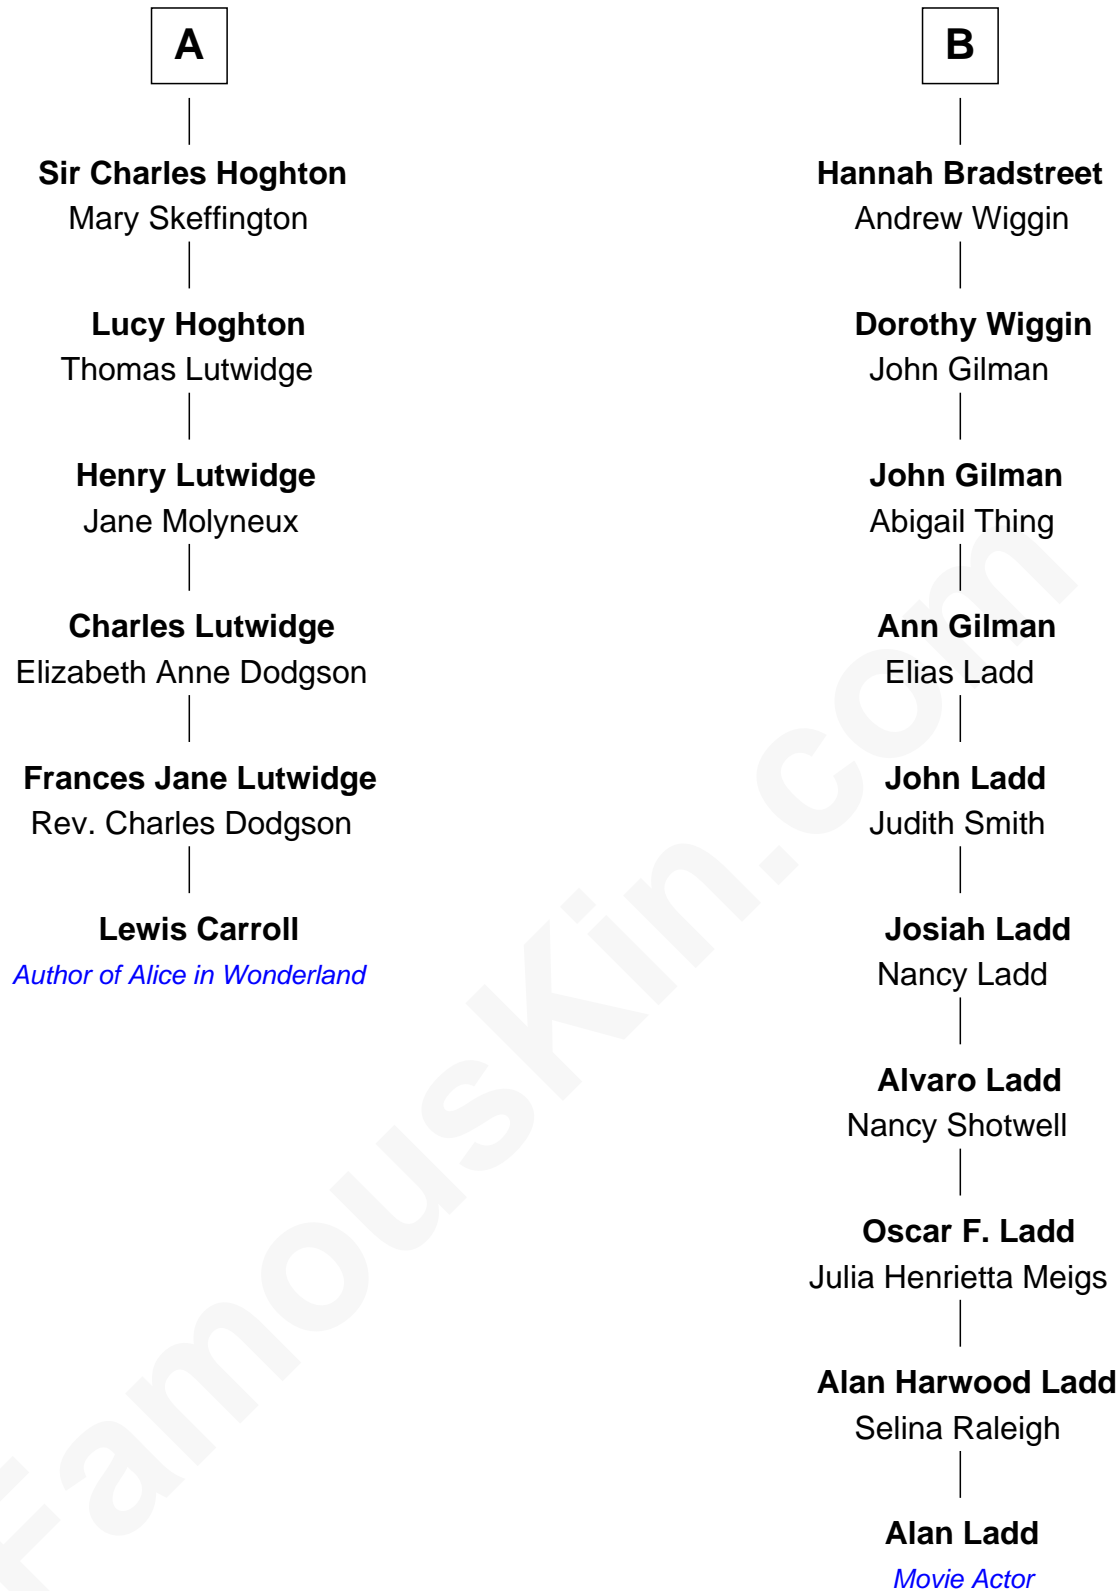 A
Sir Charles Hoghton
Mary Skeffington
Lucy Hoghton
Thomas Lutwidge
Henry Lutwidge
Jane Molyneux
Charles Lutwidge
Elizabeth Anne Dodgson
Frances Jane Lutwidge
Rev. Charles Dodgson
Lewis Carroll
Author of Alice in Wonderland
B
Hannah Bradstreet
Andrew Wiggin
Dorothy Wiggin
John Gilman
John Gilman
Abigail Thing
Ann Gilman
Elias Ladd
John Ladd
Judith Smith
Josiah Ladd
Nancy Ladd
Alvaro Ladd
Nancy Shotwell
Oscar F. Ladd
Julia Henrietta Meigs
Alan Harwood Ladd
Selina Raleigh
Alan Ladd
Movie Actor
FamousKin.com